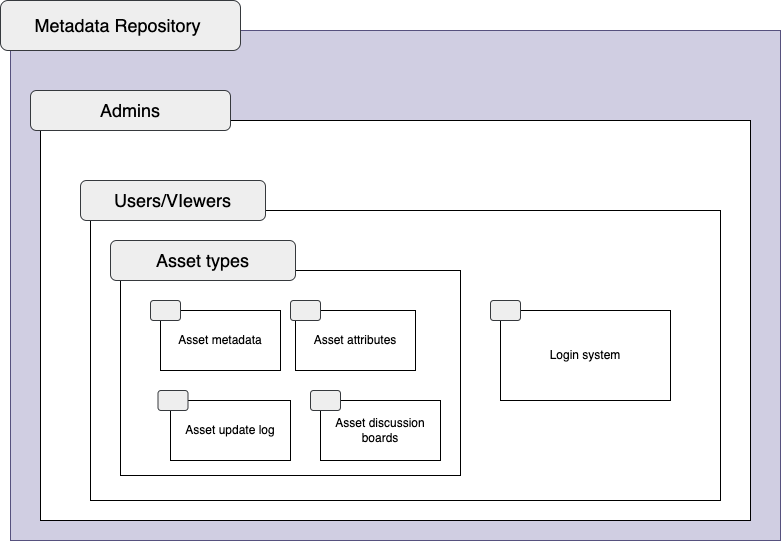 Metadata Repository
Admins
Users/VIewers
Asset types
Asset metadata
Asset attributes
Login system
Asset update log
Asset discussion
boards